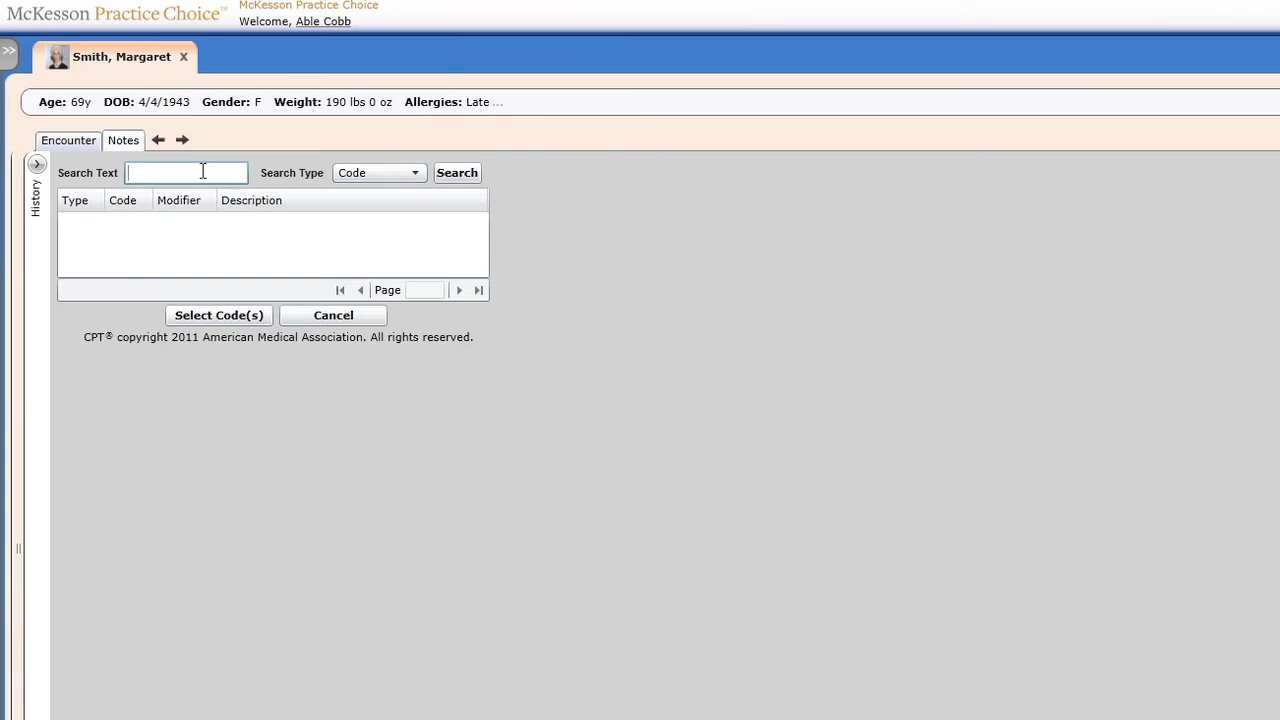 McKesson Practice Choice™
McKesson Practice Choice
Welcome, Able Cobb
>>
Smith, Margaret X
Age: 69y DOB: 4/4/1943 Gender: F Weight: 190 lbs 0 oz Allergies: Late ...
Encounter Notes
History
Search Text Search Type Code Search
Type Code Modifier Description
Page
Select Code(s) Cancel
CPT® copyright 2011 American Medical Association. All rights reserved.